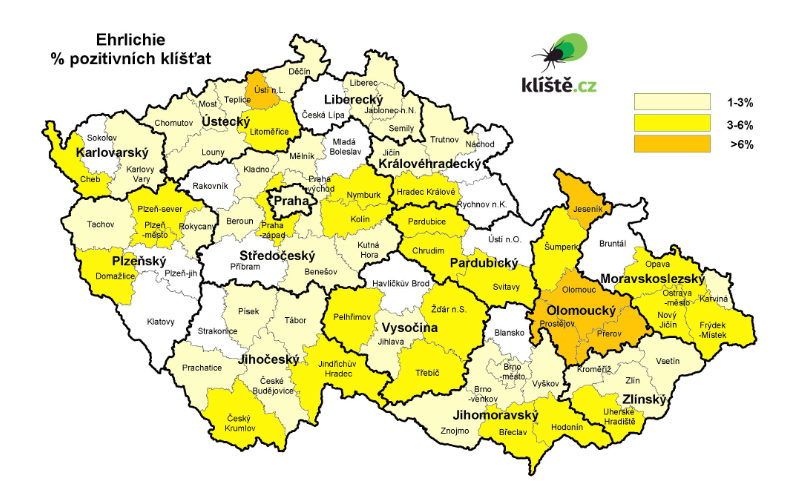 Ehrlichie
% pozitivních klíšťat
klíště.cz
1-3%
3-6%
>6%
Děčín
Ústí n.L.
Teplice
Most
Chomutov
Ústecký
Litoměřice
Louny
Liberec
Liberecký
Jablonec-n.N.
Česká Lípa
Semily
Trutnov
Náchod
Jičín
Královéhradecký
Hradec Králové
Rychnov n.K.
Sokolov
Karlovarský
Karlovy
Vary
Cheb
Rakovník
Kladno
Mělník
Mladá
Boleslav
Praha
východ
Nymburk
Praha
Kolín
Beroun
Praha-
západ
Kutná
Hora
Středočeský
Příbram
Benešov
Tachov
Plzeň-sever
Plzeň
-město
Rokycany
Plzeňský
Plzeň-jih
Domažlice
Klatovy
Pardubice
Chrudim
Ústí n.O.
Pardubický
Svitavy
Jeseník
Šumperk
Bruntál
Olomouc
Olomoucký
Prostějov
Přerov
Moravskoslezský
Opava
Ostrava
-město
Karviná
Nový
Jičín
Frýdek
-Místek
Strakonice
Písek
Tábor
Jihočeský
Prachatice
České
Budějovice
Jindřichův
Hradec
Český
Krumlov
Havlíčkův Brod
Pelhřimov
Žďár n.S.
Vysočina
Jihlava
Třebíč
Blansko
Brno
-město
Brno
-venkov
Vyškov
Jihomoravský
Znojmo
Břeclav
Hodonín
Kroměříž
Vsetín
Zlín
Zlínský
Uherské
Hradiště